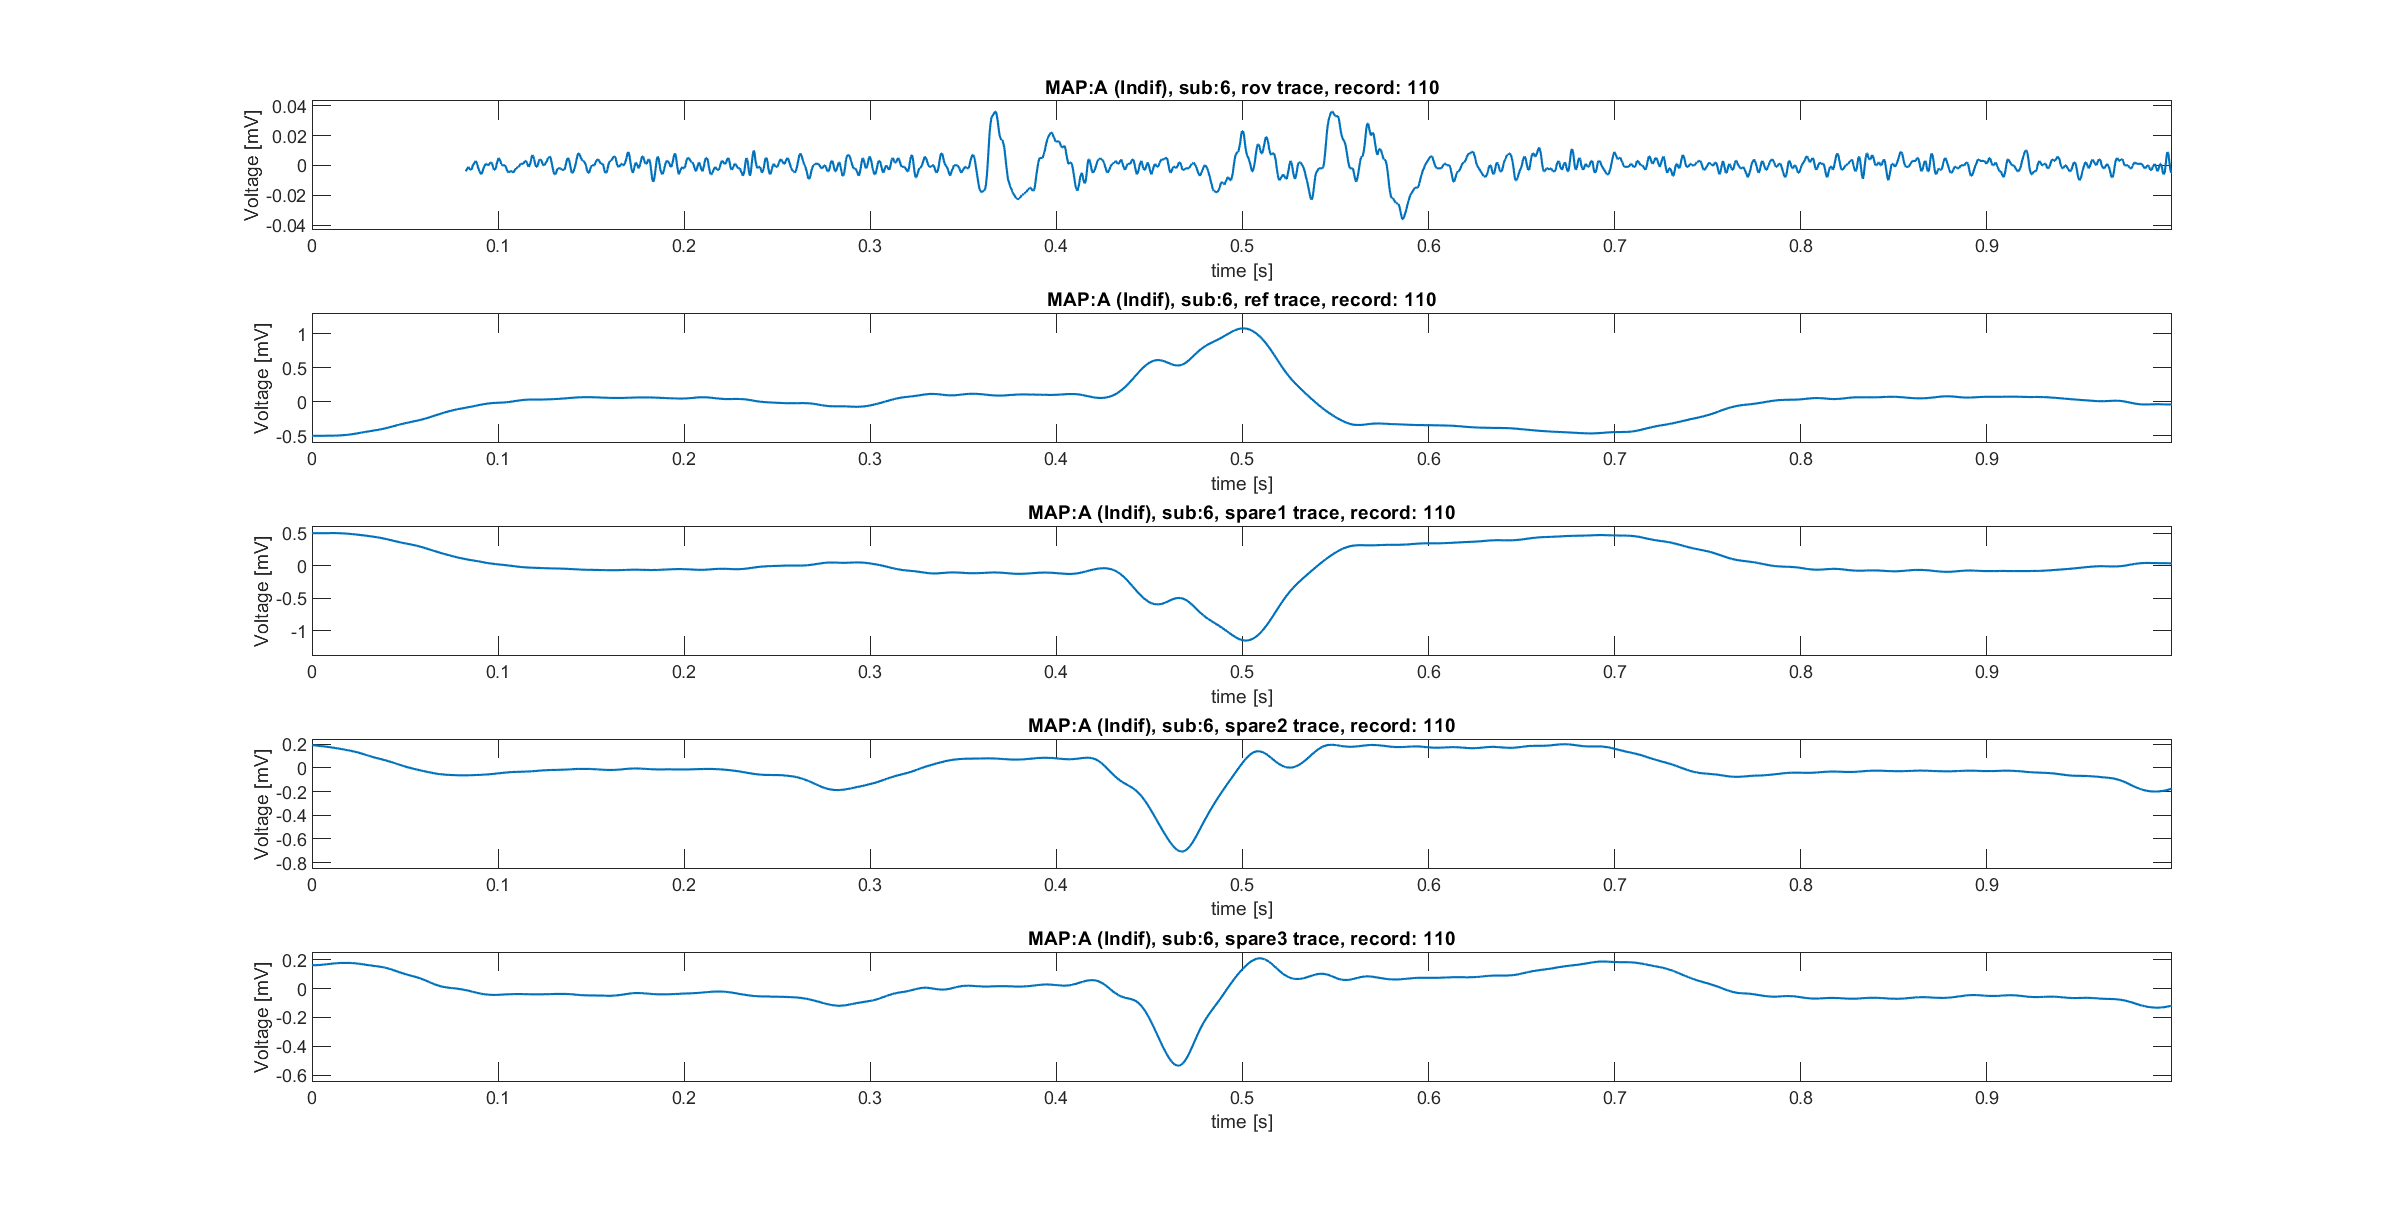 MAP:A (Indif), sub:6, rov trace, record: 110
Voltage [mV]
0.04
0.02
0
-0.02
-0.04
0 0.1 0.2 0.3 0.4 0.5 0.6 0.7 0.8 0.9
time [s]
MAP:A (Indif), sub:6, ref trace, record: 110
Voltage [mV]
1
0.5
0
-0.5
0 0.1 0.2 0.3 0.4 0.5 0.6 0.7 0.8 0.9
time [s]
MAP:A (Indif), sub:6, spare1 trace, record: 110
Voltage [mV]
0.5
0
-0.5
-1
0 0.1 0.2 0.3 0.4 0.5 0.6 0.7 0.8 0.9
time [s]
MAP:A (Indif), sub:6, spare2 trace, record: 110
Voltage [mV]
0.2
0
-0.2
-0.4
-0.6
-0.8
0 0.1 0.2 0.3 0.4 0.5 0.6 0.7 0.8 0.9
time [s]
MAP:A (Indif), sub:6, spare3 trace, record: 110
Voltage [mV]
0.2
0
-0.2
-0.4
-0.6
0 0.1 0.2 0.3 0.4 0.5 0.6 0.7 0.8 0.9
time [s]